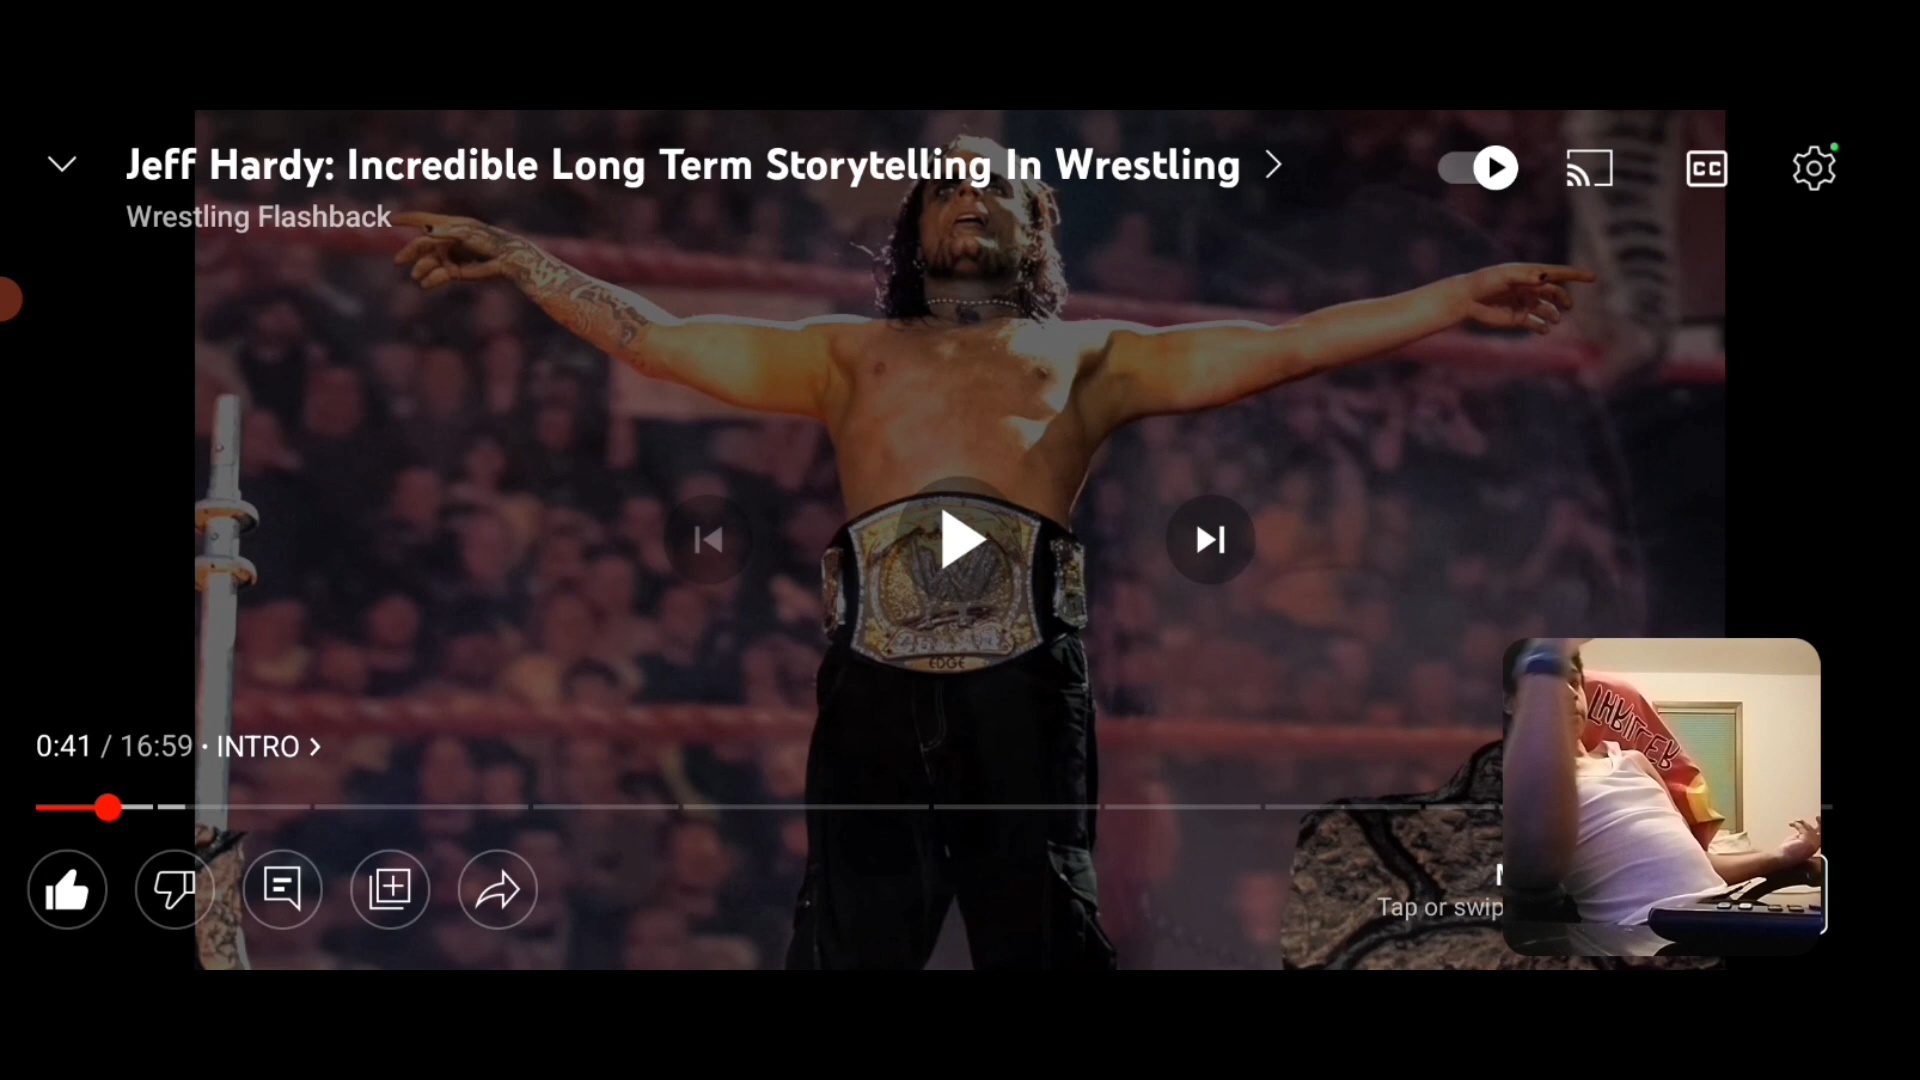 Jeff Hardy: Incredible Long Term Storytelling In Wrestling
Wrestling Flashback
CC
EDGE
0:41 / 16:59 · INTRO
Tap or swip